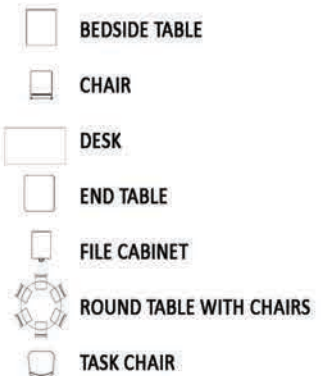 BEDSIDE TABLE
CHAIR
DESK
END TABLE
FILE CABINET
ROUND TABLE WITH CHAIRS
TASK CHAIR